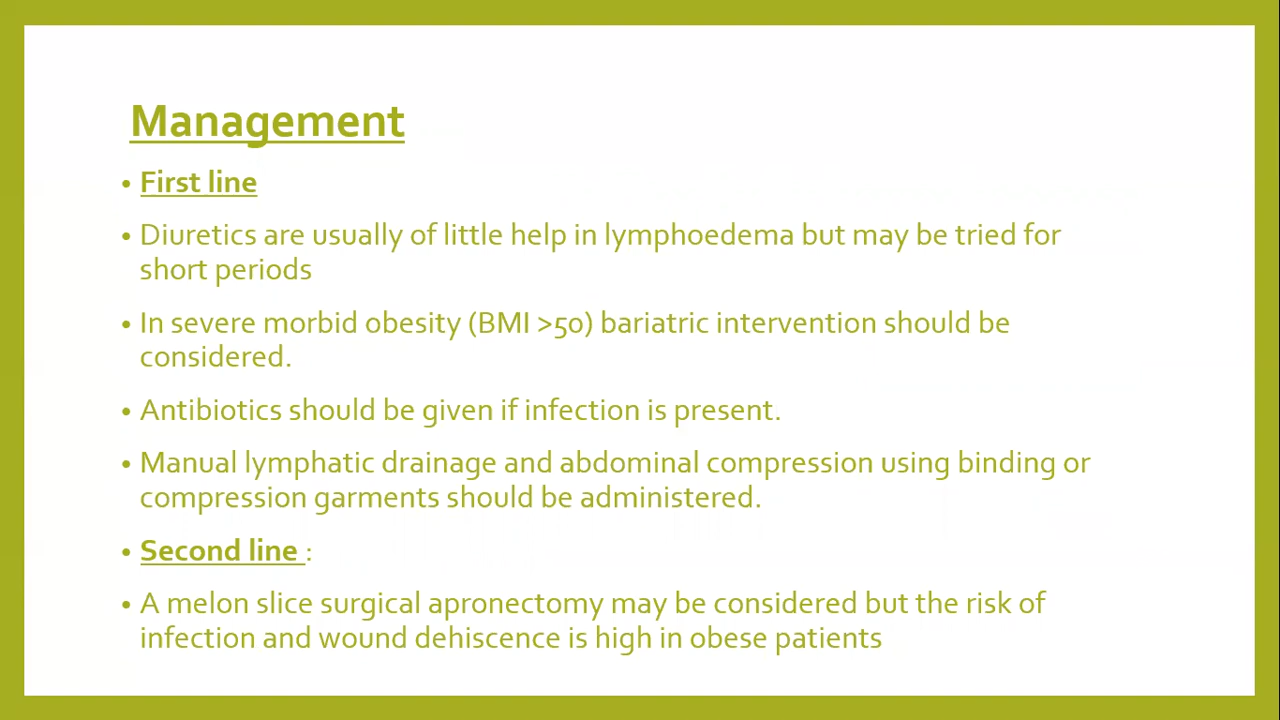 Management
• First line
• Diuretics are usually of little help in lymphoedema but may be tried for
short periods
• In severe morbid obesity (BMI >50) bariatric intervention should be
considered.
• Antibiotics should be given if infection is present.
• Manual lymphatic drainage and abdominal compression using binding or
compression garments should be administered.
• Second line :
• A melon slice surgical apronectomy may be considered but the risk of
infection and wound dehiscence is high in obese patients